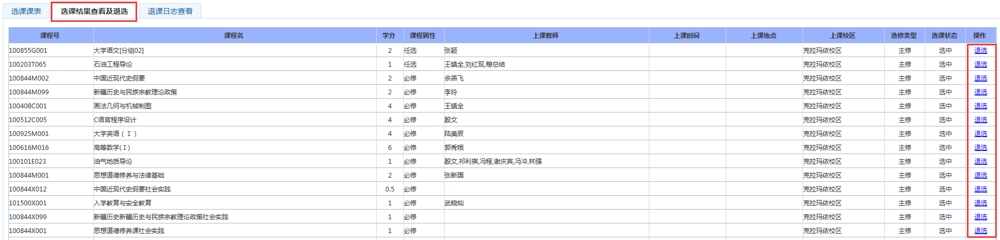 选课课表 选课结果查看及退选 退课日志查看
课程号 课程名 学分 课程属性 上课教师 上课时间 上课地点 上课校区 选修类型 选课状态 操作
100855G001 大学语文[分组02] 2 任选 张颖 克拉玛依校区 主修 选中 退选
100203T065 石油工程导论 1 任选 王镇全,刘红现,穆总结 克拉玛依校区 主修 选中 退选
100844M002 中国近现代史纲要 2 必修 余燕飞 克拉玛依校区 主修 选中 退选
100844M099 新疆历史与民族宗教理论政策 2 必修 李玲 克拉玛依校区 主修 选中 退选
100408C001 画法几何与机械制图 4 必修 王镇全 克拉玛依校区 主修 选中 退选
100512C005 C语言程序设计 4 必修 殷文 克拉玛依校区 主修 选中 退选
100925M001 大学英语（Ⅰ） 4 必修 陆美辰 克拉玛依校区 主修 选中 退选
100616M016 高等数学(Ⅰ) 6 必修 郭秀娥 克拉玛依校区 主修 选中 退选
100101E023 油气地质导论 1 必修 殷文,祁利祺,冯程,谢庆宾,冯冲,林强 克拉玛依校区 主修 选中 退选
100844M001 思想道德修养与法律基础 2 必修 张新国 克拉玛依校区 主修 选中 退选
100844X012 中国近现代史纲要社会实践 0.5 必修 克拉玛依校区 主修 选中 退选
101500X001 入学教育与安全教育 1 必修 武晓灿 克拉玛依校区 主修 选中 退选
100844X099 新疆历史新疆历史与民族宗教理论政策社会实践 1 必修 克拉玛依校区 主修 选中 退选
100844X001 思想道德修养课社会实践 1 必修 克拉玛依校区 主修 选中 退选